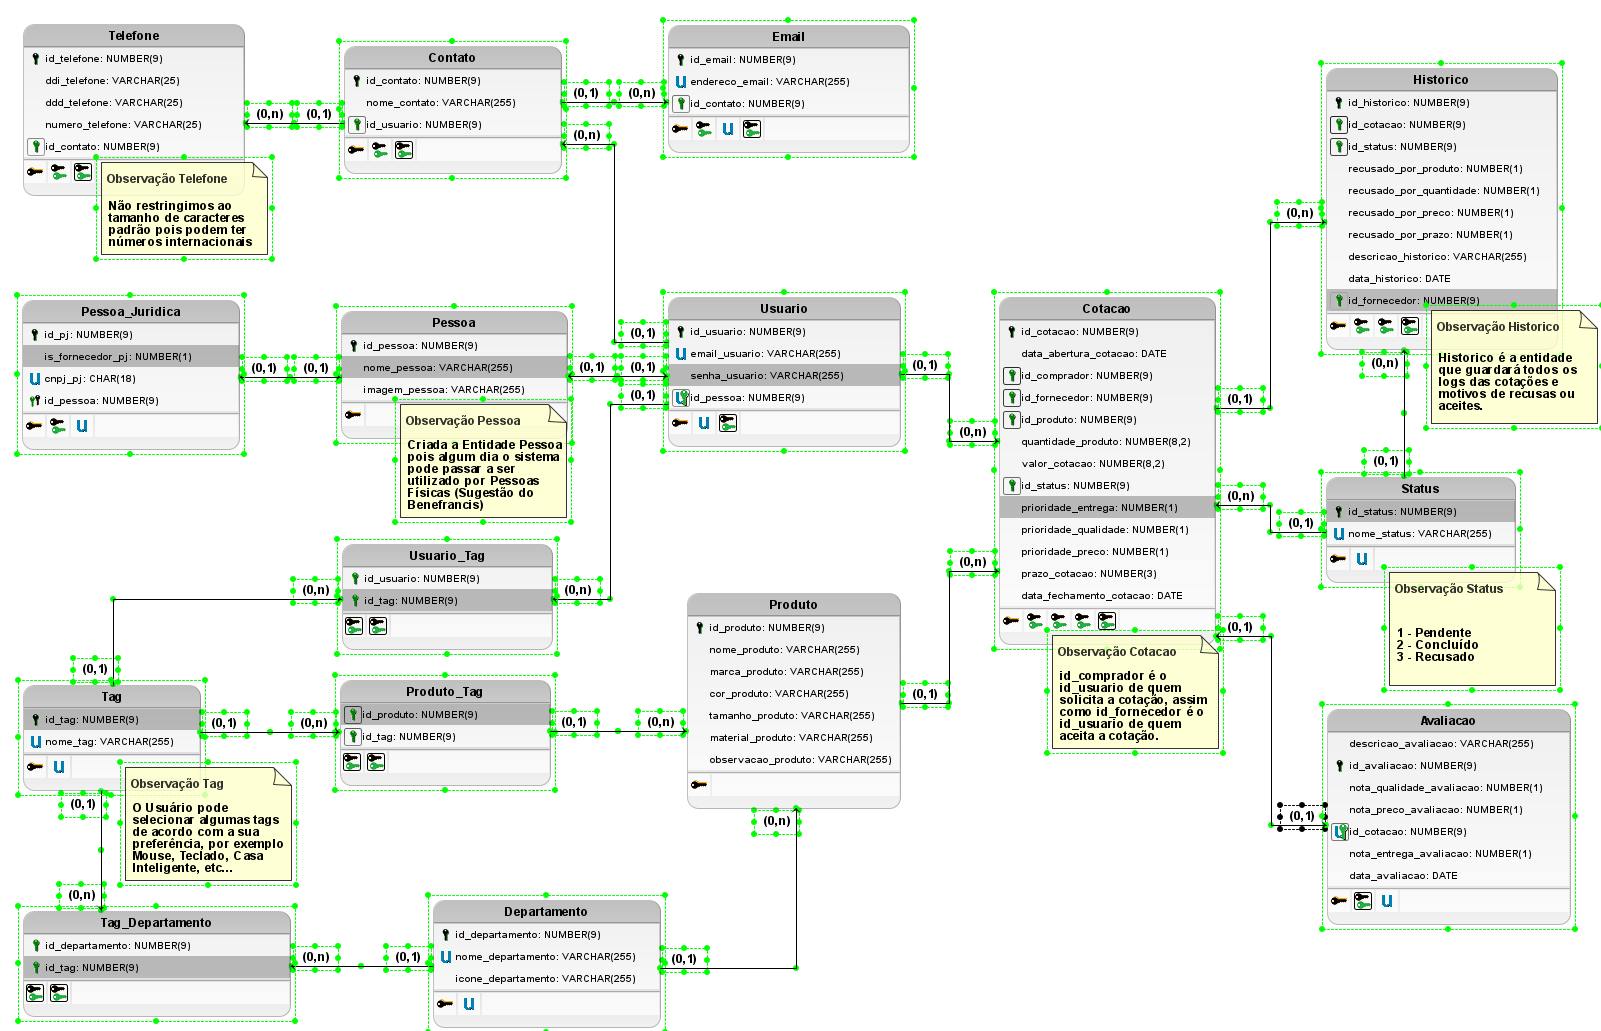 Telefone
id_telefone: NUMBER(9)
ddi_telefone: VARCHAR(25)
ddd_telefone: VARCHAR(25)
numero_telefone: VARCHAR(25)
id_contato: NUMBER(9)
Observação Telefone
Não restringimos ao
tamanho de caracteres
padrão pois podem ter
números internacionais
(0,n)
(0,1)
Contato
id_contato: NUMBER(9)
nome_contato: VARCHAR(255)
id_usuario: NUMBER(9)
(0,1)
(0,n)
(0,n)
Email
id_email: NUMBER(9)
endereco_email: VARCHAR(255)
id_contato: NUMBER(9)
U
U
Historico
id_historico: NUMBER(9)
id_cotacao: NUMBER(9)
id_status: NUMBER(9)
recusado_por_produto: NUMBER(1)
recusado_por_quantidade: NUMBER(1)
recusado_por_preco: NUMBER(1)
recusado_por_prazo: NUMBER(1)
descricao_historico: VARCHAR(255)
data_historico: DATE
id_fornecedor: NUMBER(9)
(0,n)
Observação Historico
Historico é a entidade
que guardará todos os
logs das cotações e
motivos de recusas ou
aceites.
(0,n)
Pessoa_Juridica
id_pj: NUMBER(9)
is_fornecedor_pj: NUMBER(1)
U
cnpj_pj: CHAR(18)
id_pessoa: NUMBER(9)
U
(0,1)
(0,1)
Pessoa
id_pessoa: NUMBER(9)
nome_pessoa: VARCHAR(255)
imagem_pessoa: VARCHAR(255)
Observação Pessoa
Criada a Entidade Pessoa
pois algum dia o sistema
pode passar a ser
utilizado por Pessoas
Físicas (Sugestão do
Benefrancis)
(0,1)
(0,1)
(0,1)
(0,1)
Usuario
id_usuario: NUMBER(9)
U
email_usuario: VARCHAR(255)
senha_usuario: VARCHAR(255)
U
id_pessoa: NUMBER(9)
U
(0,1)
(0,n)
Cotacao
id_cotacao: NUMBER(9)
data_abertura_cotacao: DATE
id_comprador: NUMBER(9)
id_fornecedor: NUMBER(9)
id_produto: NUMBER(9)
quantidade_produto: NUMBER(8,2)
valor_cotacao: NUMBER(8,2)
id_status: NUMBER(9)
prioridade_entrega: NUMBER(1)
prioridade_qualidade: NUMBER(1)
prioridade_preco: NUMBER(1)
prazo_cotacao: NUMBER(3)
data_fechamento_cotacao: DATE
(0,1)
(0,n)
(0,1)
(0,n)
Observação Cotacao
id_comprador é o
id_usuario de quem
solicita a cotação, assim
como id_fornecedor é o
id_usuario de quem
aceita a cotação.
(0,1)
(0,1)
Status
id_status: NUMBER(9)
U
nome_status: VARCHAR(255)
U
Observação Status
1 - Pendente
2 - Concluído
3 - Recusado
Usuario_Tag
id_usuario: NUMBER(9)
id_tag: NUMBER(9)
(0,n)
(0,n)
Produto
id_produto: NUMBER(9)
nome_produto: VARCHAR(255)
marca_produto: VARCHAR(255)
cor_produto: VARCHAR(255)
tamanho_produto: VARCHAR(255)
material_produto: VARCHAR(255)
observacao_produto: VARCHAR(255)
(0,1)
(0,n)
(0,1)
Tag
id_tag: NUMBER(9)
U
nome_tag: VARCHAR(255)
U
(0,1)
(0,n)
Produto_Tag
id_produto: NUMBER(9)
id_tag: NUMBER(9)
(0,1)
(0,n)
Observação Tag
O Usuário pode
selecionar algumas tags
de acordo com a sua
preferência, por exemplo
Mouse, Teclado, Casa
Inteligente, etc...
(0,1)
(0,n)
Avaliacao
descricao_avaliacao: VARCHAR(255)
id_avaliacao: NUMBER(9)
nota_qualidade_avaliacao: NUMBER(1)
nota_preco_avaliacao: NUMBER(1)
U
id_cotacao: NUMBER(9)
nota_entrega_avaliacao: NUMBER(1)
data_avaliacao: DATE
U
(0,1)
Tag_Departamento
id_departamento: NUMBER(9)
id_tag: NUMBER(9)
(0,n)
(0,1)
Departamento
id_departamento: NUMBER(9)
U
nome_departamento: VARCHAR(255)
icone_departamento: VARCHAR(255)
U
(0,1)